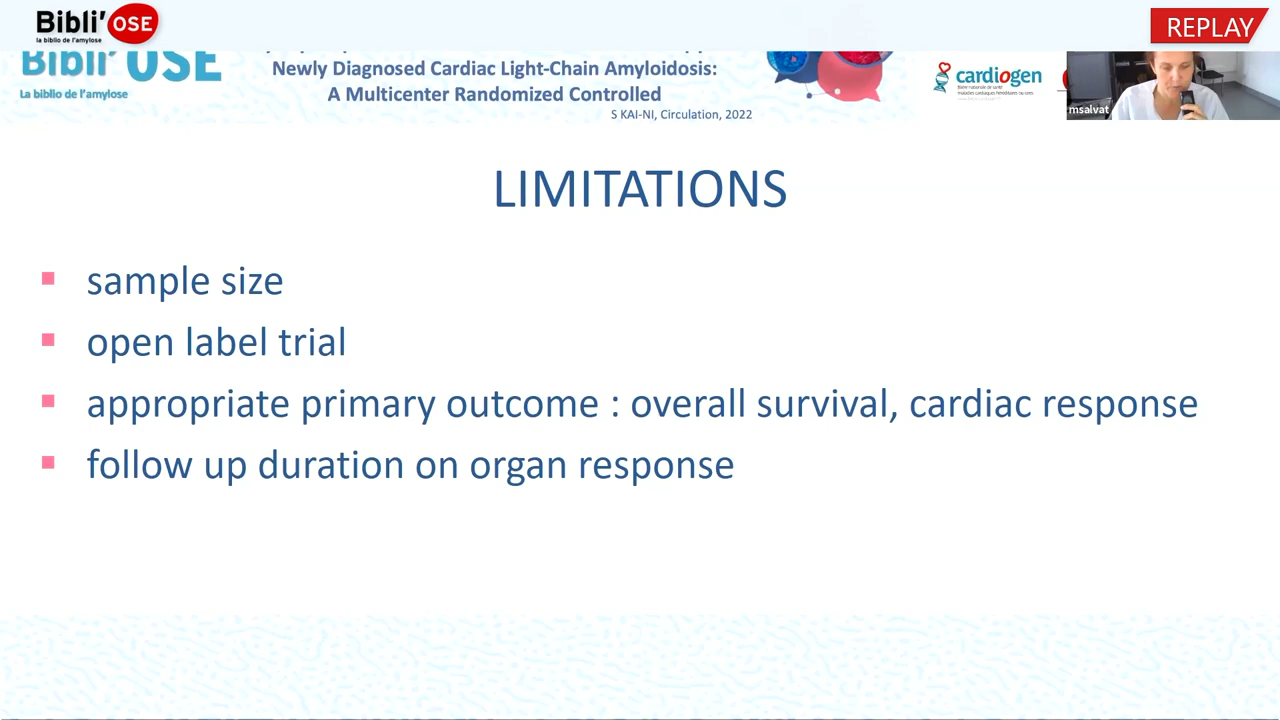 Bibli'OSE
la biblio de l'amylose
REPLAY
Bibli'OSE
La biblio de l'amylose
Newly Diagnosed Cardiac Light-Chain Amyloidosis:
A Multicenter Randomized Controlled
S KAI-NI, Circulation, 2022
cardiogen
msalvat
LIMITATIONS
▪ sample size
▪ open label trial
▪ appropriate primary outcome : overall survival, cardiac response
▪ follow up duration on organ response